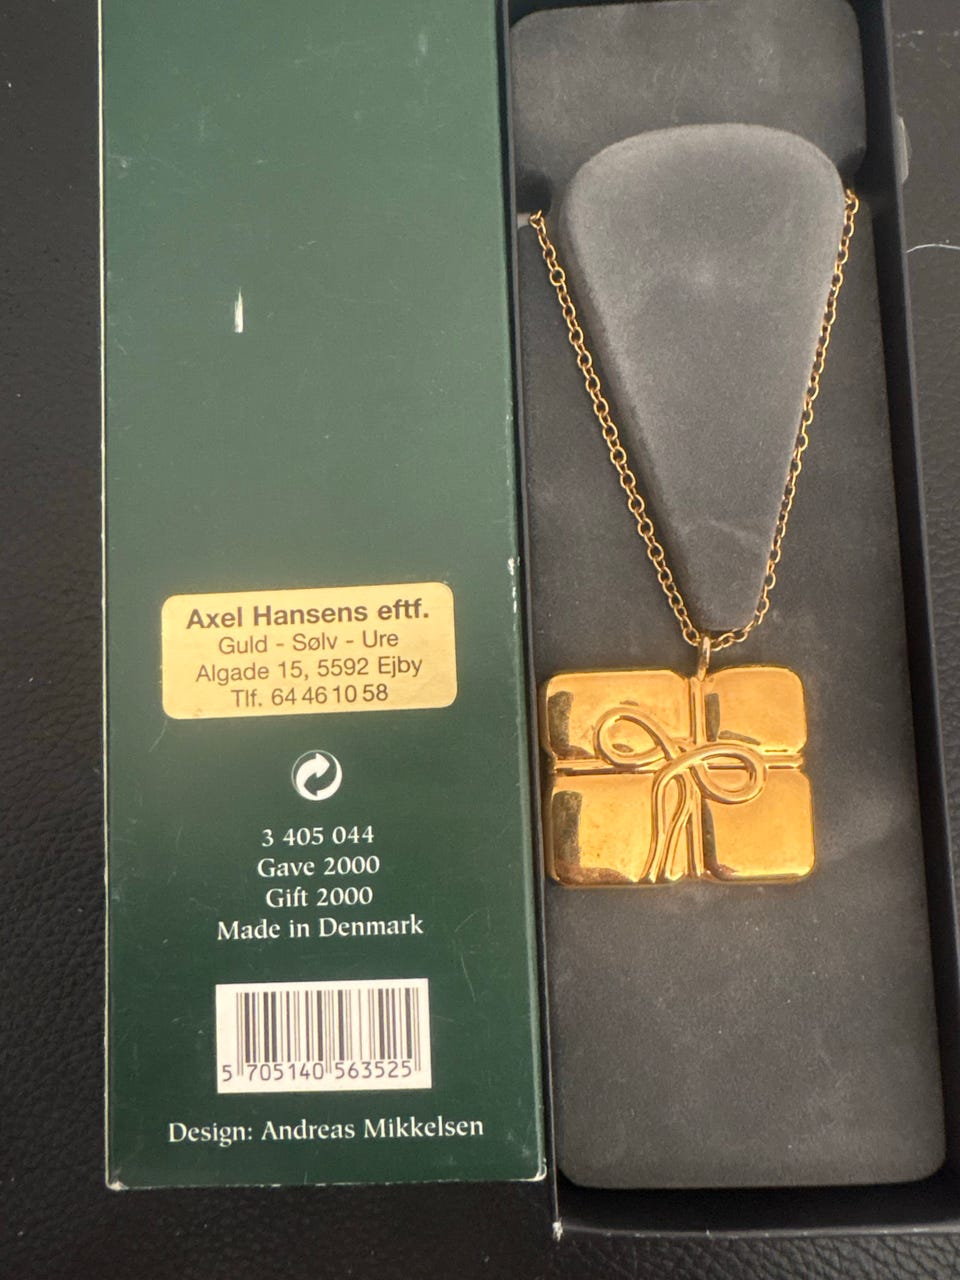 Axel Hansens eftf.
Guld - Sølv - Ure
Algade 15, 5592 Ejby
Tlf. 64 46 10 58
3 405 044
Gave 2000
Gift 2000
Made in Denmark
5 705140 563525
Design: Andreas Mikkelsen